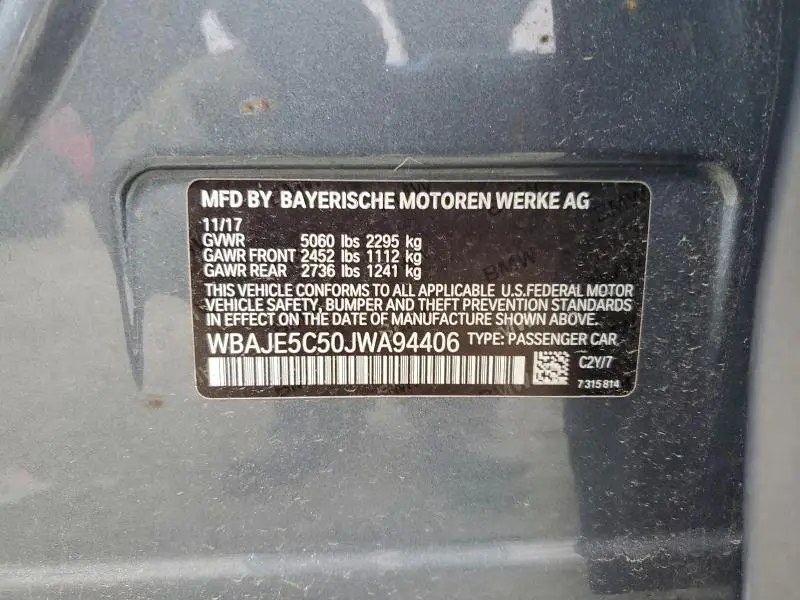 MFD BY BAYERISCHE MOTOREN WERKE AG
11/17
GVWR 5060 lbs 2295 kg
GAWR FRONT 2452 lbs 1112 kg
GAWR REAR 2736 lbs 1241 kg
THIS VEHICLE CONFORMS TO ALL APPLICABLE U.S.FEDERAL MOTOR
VEHICLE SAFETY, BUMPER AND THEFT PREVENTION STANDARDS
IN EFFECT ON THE DATE OF MANUFACTURE SHOWN ABOVE.
WBAJE5C50JWA94406 TYPE: PASSENGER CAR
C2Y/7
7 315 814